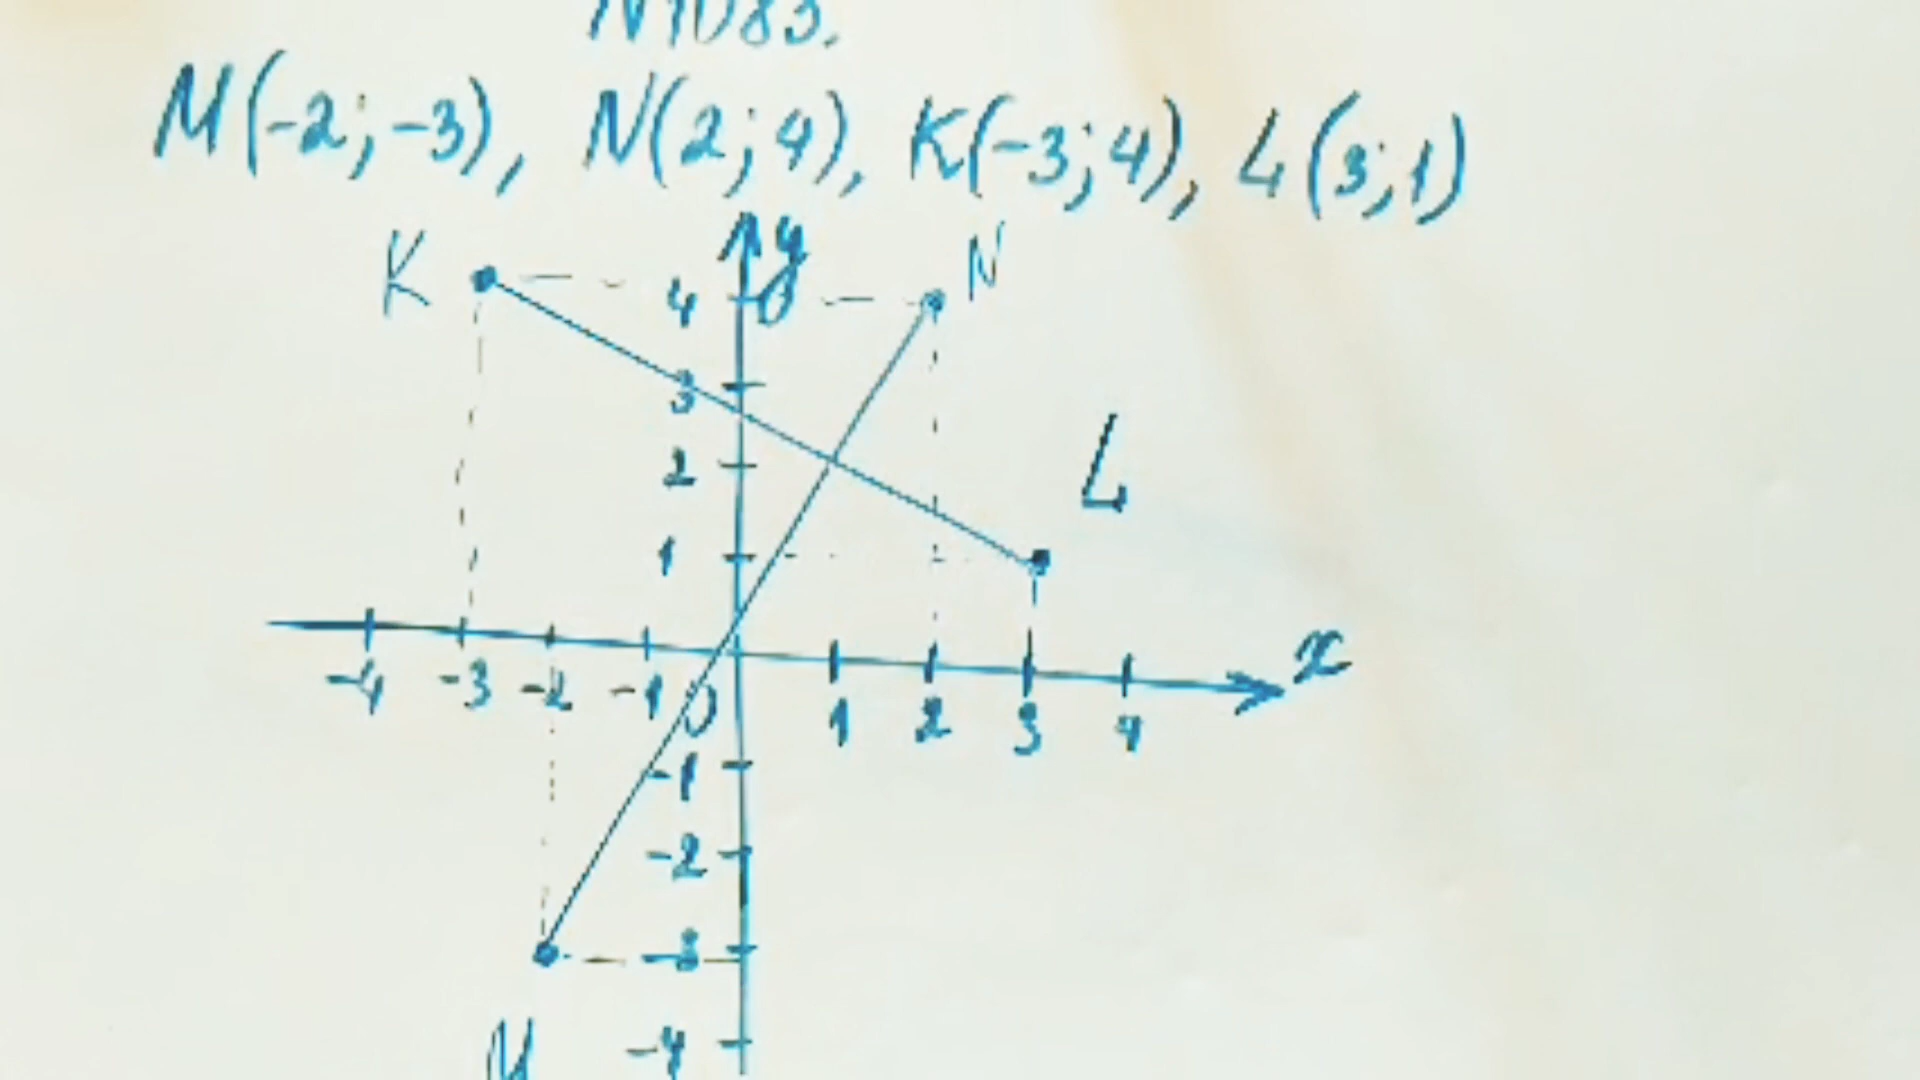 N1083.
M(-2;-3), N(2;4), K(-3;4), L(3;1)
K 4 y N
3
2 L
1
x
-4 -3 -2 -1 0 1 2 3 4
-1
-2
-3
M -4